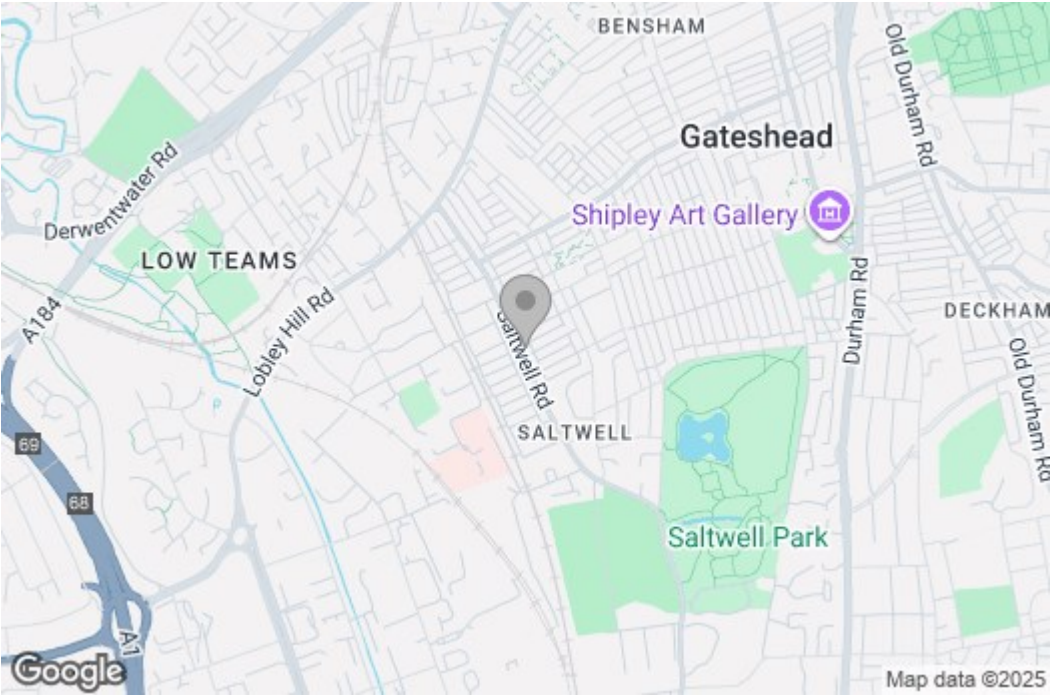 BENSHAM
Old Durham Rd
Gateshead
Derwentwater Rd
Shipley Art Gallery
LOW TEAMS
A184
Lobley Hill Rd
Saltwell Rd
Durham Rd
DECKHAM
Old Durham Rd
SALTWELL
69
68
Saltwell Park
A1
Google
Map data ©2025